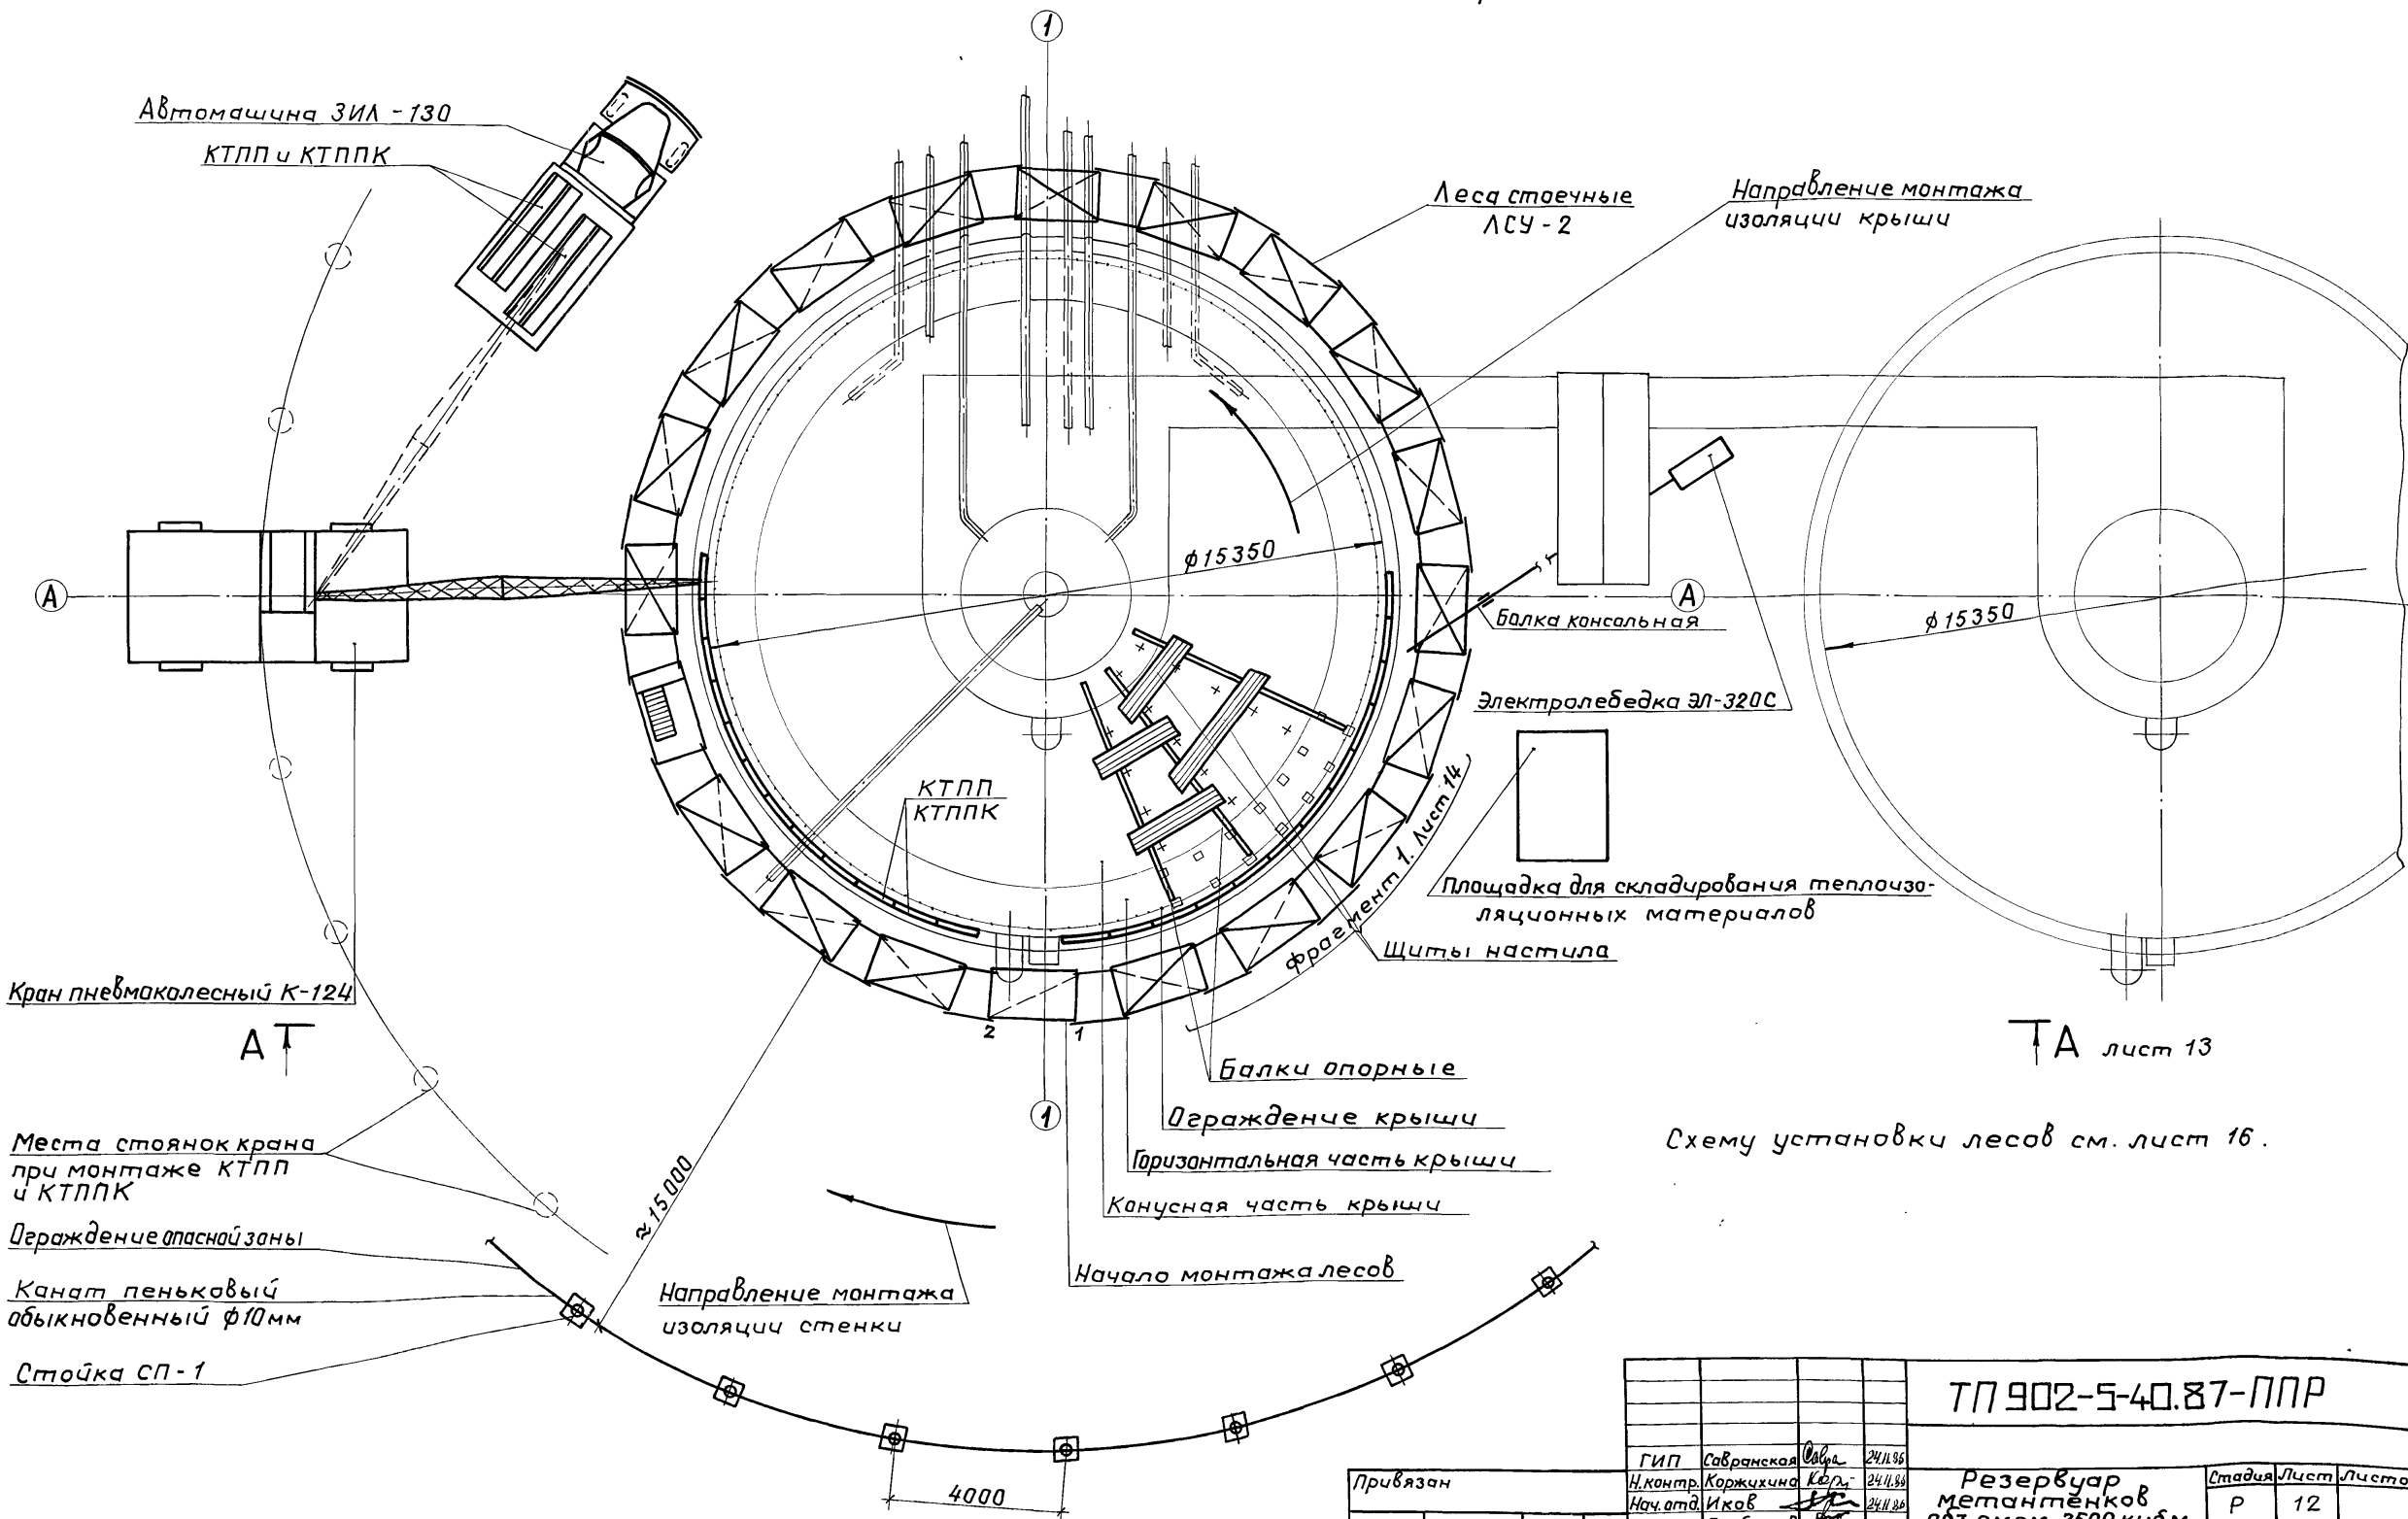 1
Автомашина ЗИЛ-130
КТПП и КТППК
Леса стоечные
ЛСУ-2
Направление монтажа
изоляции крыши
А
А
ϕ15350
ϕ15350
Балка консольная
Электролебедка ЭЛ-320С
КТПП
КТППК
Фрагмент 1. Лист 14
Площадка для складирования теплоизо-
ляционных материалов
Щиты настила
Кран пневмоколесный К-124
А
2
1
А лист 13
Балки опорные
1
Ограждение крыши
Горизонтальная часть крыши
Конусная часть крыши
Начало монтажа лесов
Схему установки лесов см. лист 16.
Места стоянок крана
при монтаже КТПП
и КТППК
≈15000
Ограждение опасной зоны
Канат пеньковый
обыкновенный ϕ10мм
Направление монтажа
изоляции стенки
Стойка СП-1
4000
ТП 902-5-40.87-ППР
Привязан
ГИП Савранская 24.11.86
Н.контр. Коржихина 24.11.86
Нач.отд. Иков 24.11.86
Резервуар
метантенков
Стадия Лист
Р 12